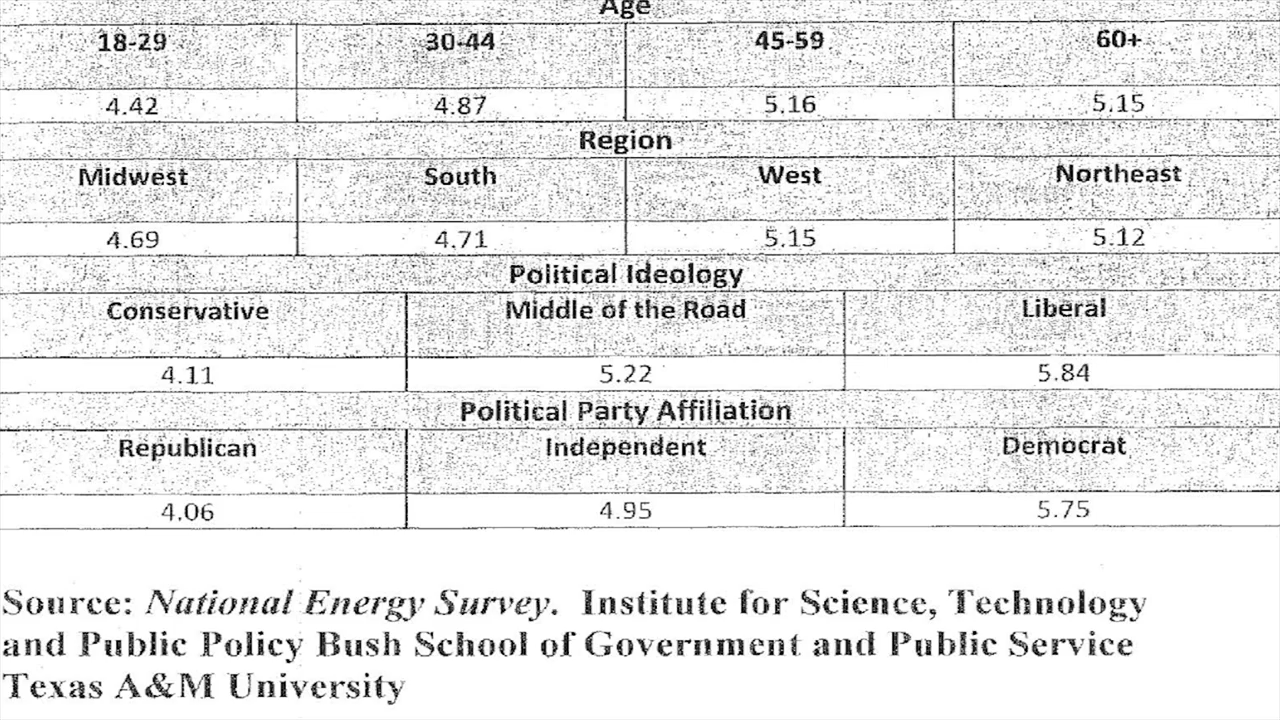 Age
18-29 30-44 45-59 60+
4.42 4.87 5.16 5.15
Region
Midwest South West Northeast
4.69 4.71 5.15 5.12
Political Ideology
Conservative Middle of the Road Liberal
4.11 5.22 5.84
Political Party Affiliation
Republican Independent Democrat
4.06 4.95 5.75
Source: National Energy Survey. Institute for Science, Technology
and Public Policy Bush School of Government and Public Service
Texas A&M University